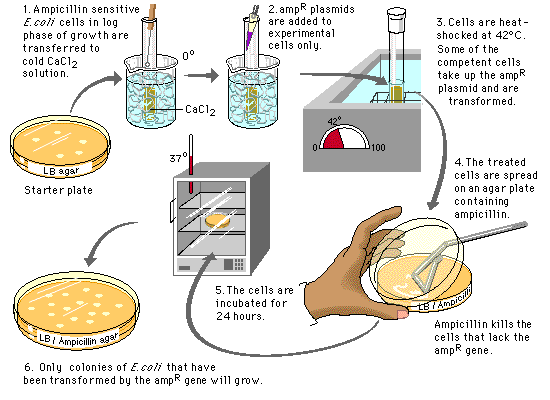 1. Ampicillin sensitive
E.coli cells in log
phase of growth are
transferred to
cold CaCl2
solution.
0°
CaCl2
LB agar
Starter plate
2. ampR plasmids
are added to
experimental
cells only.
3. Cells are heat-
shocked at 42°C.
Some of the
competent cells
take up the ampR
plasmid and are
transformed.
42°
0
100
4. The treated
cells are spread
on an agar plate
containing
ampicillin.
LB / Ampicilli
Ampicillin kills the
cells that lack the
ampR gene.
37°
5. The cells are
incubated for
24 hours.
LB / Ampicillin agar
6. Only colonies of E.coli that have
been transformed by the ampR gene will grow.